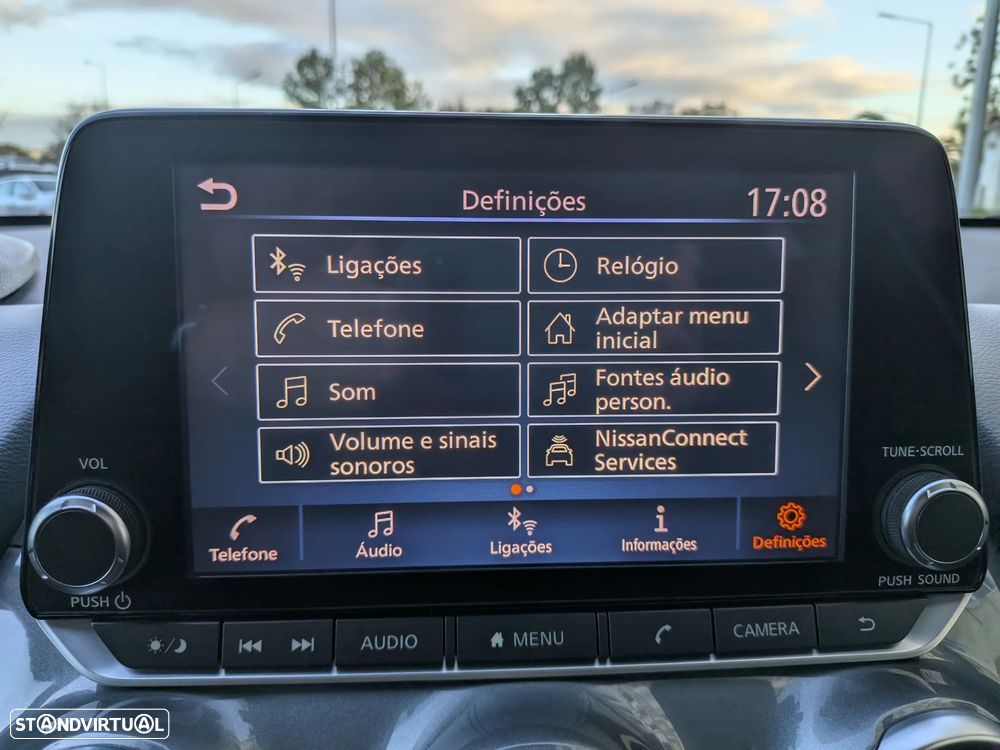 Definições 17:08
Ligações
Relógio
Telefone
Adaptar menu
inicial
Som
Fontes áudio
person.
Volume e sinais
sonoros
NissanConnect
Services
Telefone Áudio Ligações Informações Definições
VOL
PUSH
TUNE·SCROLL
PUSH SOUND
AUDIO MENU CAMERA
STANDVIRTUAL